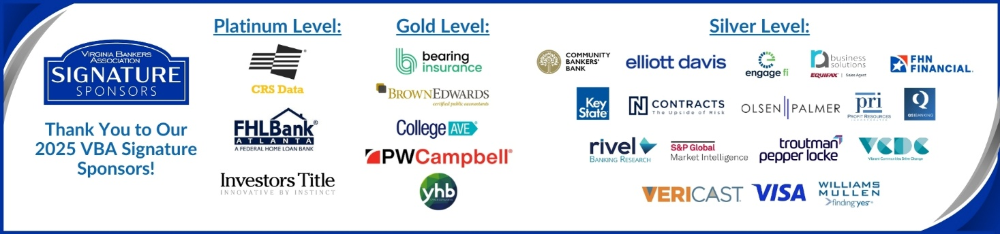 VIRGINIA BANKERS
ASSOCIATION
SIGNATURE
SPONSORS
Thank You to Our
2025 VBA Signature
Sponsors!
Platinum Level:
CRS Data
FHLBank®
ATLANTA
A FEDERAL HOME LOAN BANK
Investors Title
INNOVATIVE BY INSTINCT
Gold Level:
bearing
insurance
BROWNEDWARDS
certified public accountants
College AVE
PWCampbell®
yhb
Silver Level:
COMMUNITY
BANKERS'
BANK
elliott davis
engage fi
business
solutions
EQUIFAX | Sales Agent
FHN
FINANCIAL.
Key
State
N CONTRACTS
The Upside of Risk
OLSEN PALMER
pri
PROFIT RESOURCES
INCORPORATED
Q
QSIBANKING
rivel
BANKING RESEARCH
S&P Global
Market Intelligence
troutman
pepper locke
VCDC
Vibrant Communities Drive Change
VERICAST
VISA
WILLIAMS
MULLEN
findingyes